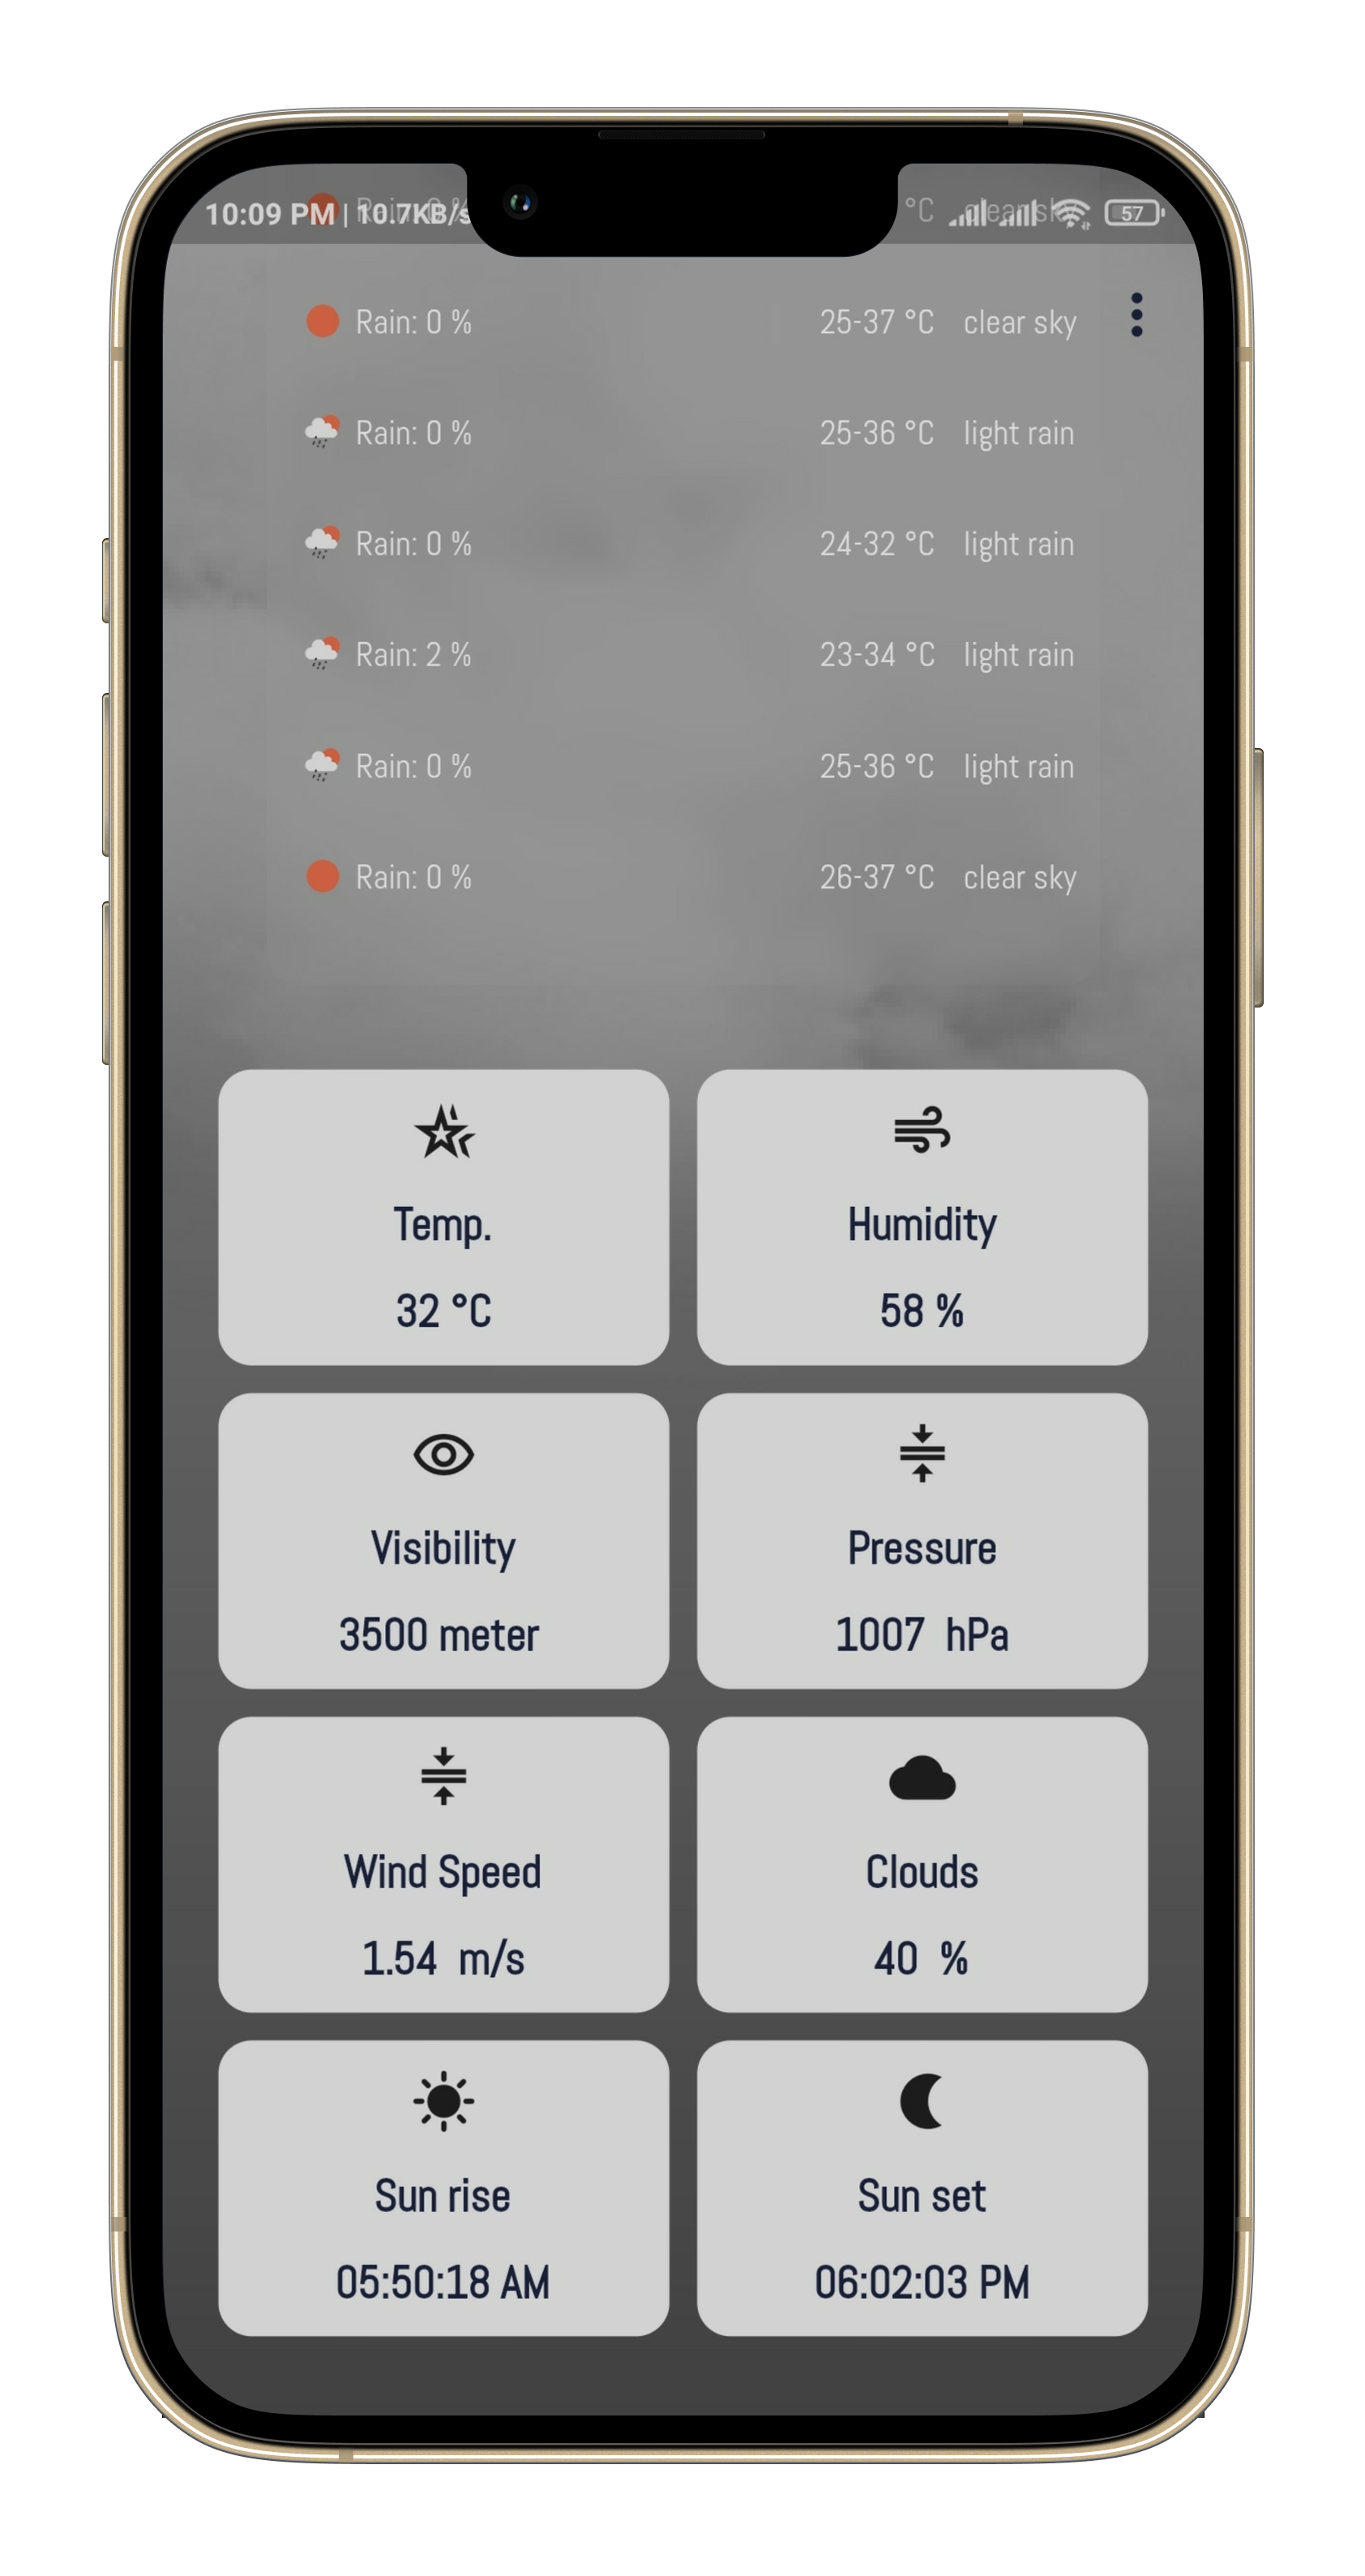 10:09 PM | 10.7KB/s
°C clear sky 57
Rain: 0 % 25-37 °C clear sky
Rain: 0 % 25-36 °C light rain
Rain: 0 % 24-32 °C light rain
Rain: 2 % 23-34 °C light rain
Rain: 0 % 25-36 °C light rain
Rain: 0 % 26-37 °C clear sky
Temp.
32 °C
Humidity
58 %
Visibility
3500 meter
Pressure
1007 hPa
Wind Speed
1.54 m/s
Clouds
40 %
Sun rise
05:50:18 AM
Sun set
06:02:03 PM